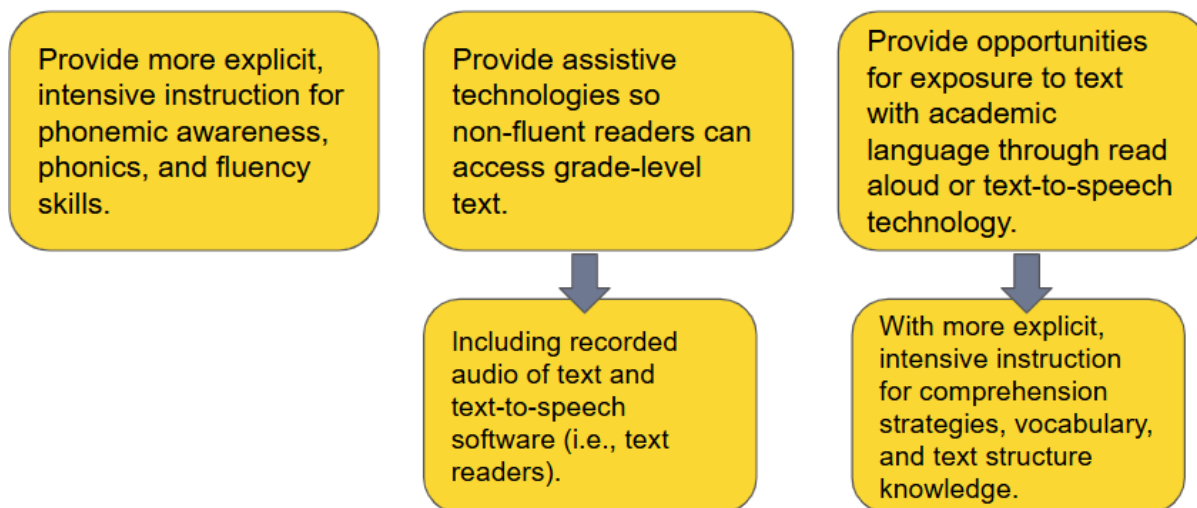 Provide more explicit,
intensive instruction for
phonemic awareness,
phonics, and fluency
skills.
Provide assistive
technologies so
non-fluent readers can
access grade-level
text.
Including recorded
audio of text and
text-to-speech
software (i.e., text
readers).
Provide opportunities
for exposure to text
with academic
language through read
aloud or text-to-speech
technology.
With more explicit,
intensive instruction
for comprehension
strategies, vocabulary,
and text structure
knowledge.